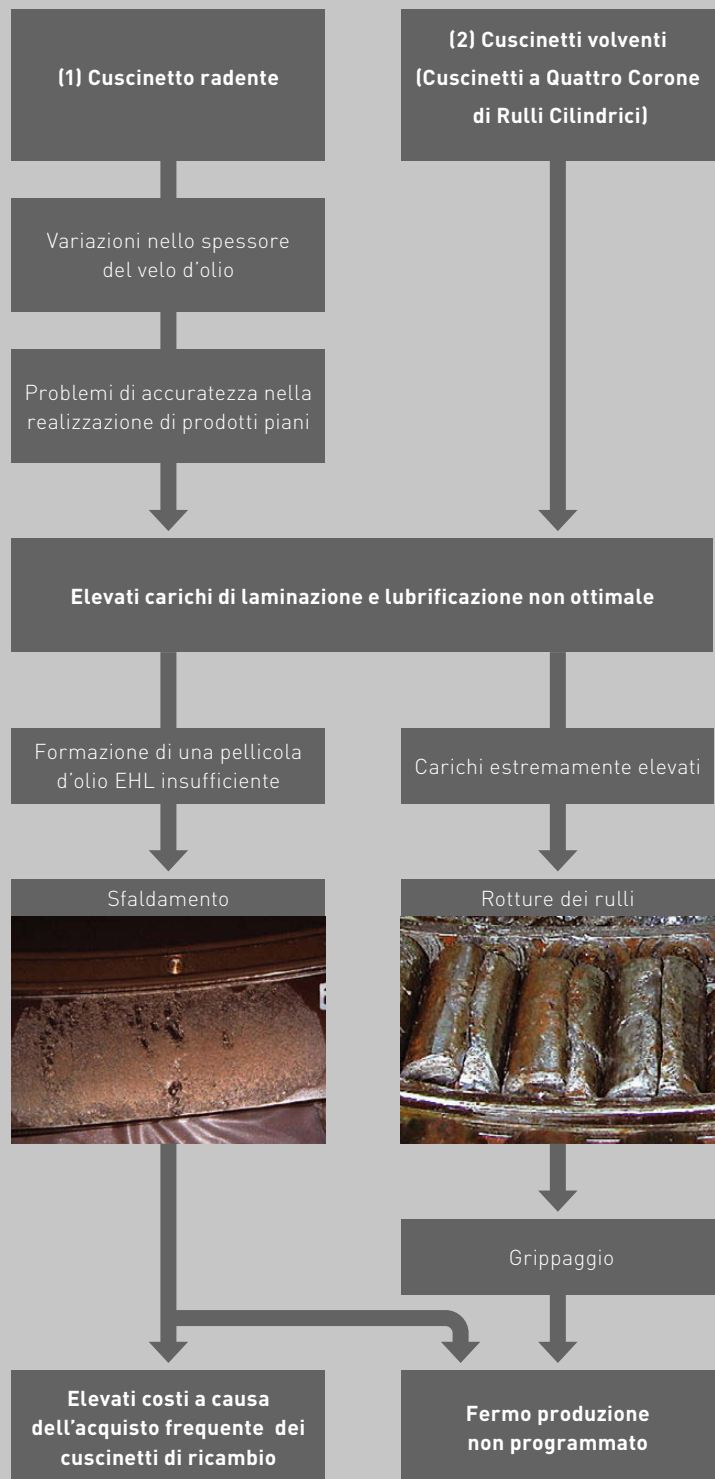 (1) Cuscinetto radente
(2) Cuscinetti volventi
(Cuscinetti a Quattro Corone
di Rulli Cilindrici)
Variazioni nello spessore
del velo d'olio
Problemi di accuratezza nella
realizzazione di prodotti piani
Elevati carichi di laminazione e lubrificazione non ottimale
Formazione di una pellicola
d'olio EHL insufficiente
Carichi estremamente elevati
Sfaldamento
Rotture dei rulli
Grippaggio
Elevati costi a causa
dell'acquisto frequente dei
cuscinetti di ricambio
Fermo produzione
non programmato